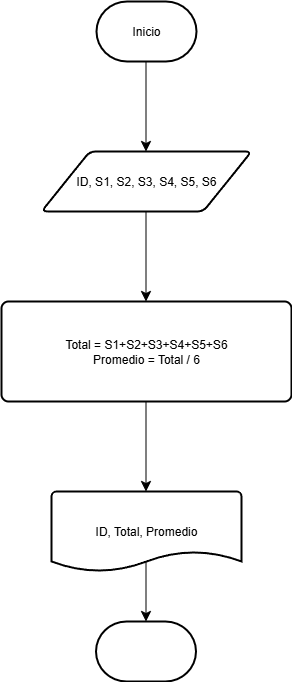 Inicio
ID, S1, S2, S3, S4, S5, S6
Total = S1+S2+S3+S4+S5+S6
Promedio = Total / 6
ID, Total, Promedio